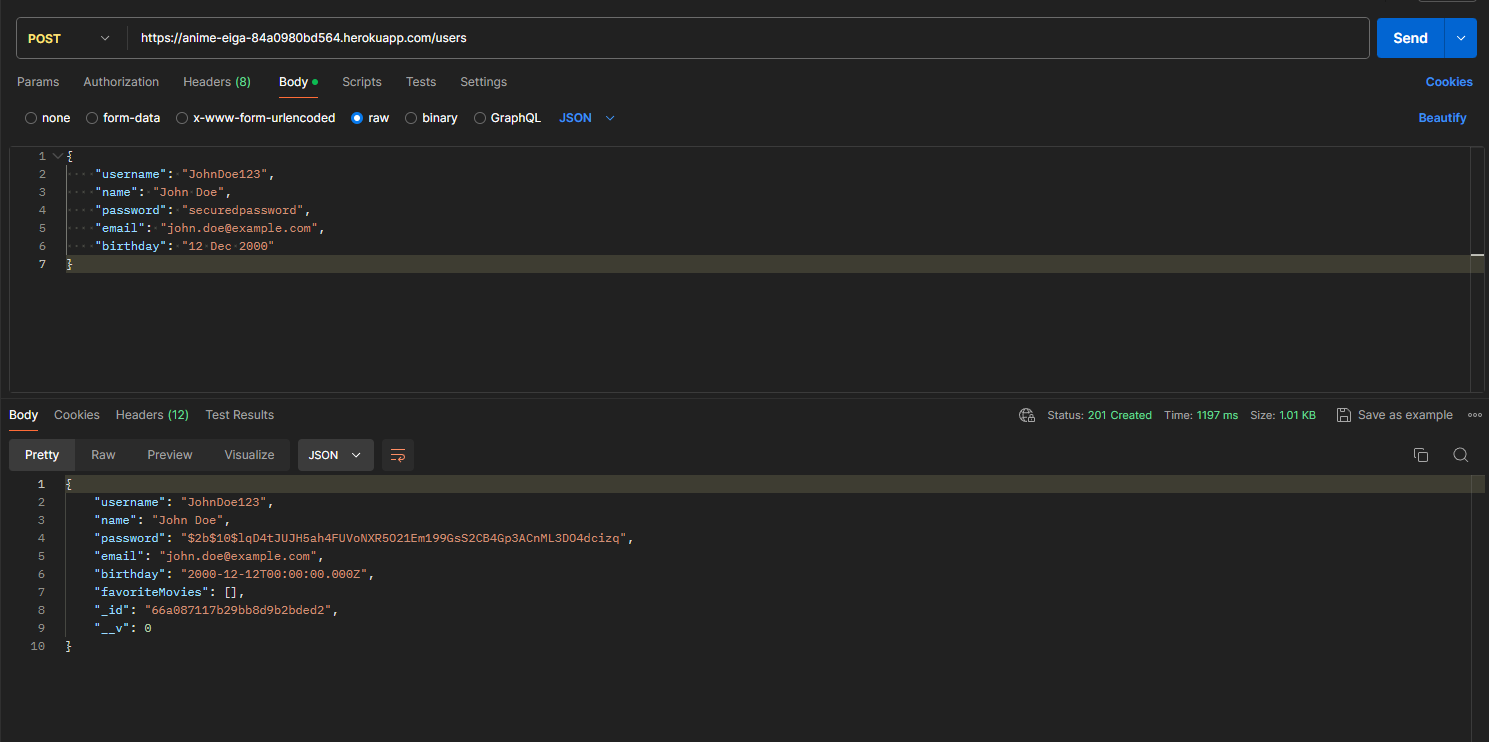 POST https://anime-eiga-84a0980bd564.herokuapp.com/users Send
Params Authorization Headers (8) Body Scripts Tests Settings Cookies
none form-data x-www-form-urlencoded raw binary GraphQL JSON Beautify
1 {
2 "username": "JohnDoe123",
3 "name": "John Doe",
4 "password": "securedpassword",
5 "email": "john.doe@example.com",
6 "birthday": "12 Dec 2000"
7 }
Body Cookies Headers (12) Test Results Status: 201 Created Time: 1197 ms Size: 1.01 KB Save as example
Pretty Raw Preview Visualize JSON
1 {
2 "username": "JohnDoe123",
3 "name": "John Doe",
4 "password": "$2b$10$lqD4tJUJH5ah4FUVoNXR5O21Em199GsS2CB4Gp3ACnML3DO4dcizq",
5 "email": "john.doe@example.com",
6 "birthday": "2000-12-12T00:00:00.000Z",
7 "favoriteMovies": [],
8 "_id": "66a087117b29bb8d9b2bded2",
9 "__v": 0
10 }